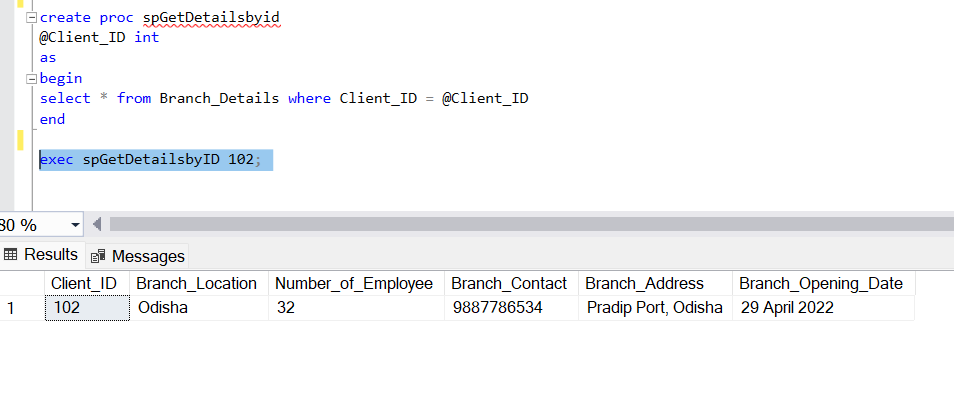 create proc spGetDetailsbyid
@Client_ID int
as
begin
select * from Branch_Details where Client_ID = @Client_ID
end
exec spGetDetailsbyID 102;
80 %
Results Messages
Client_ID Branch_Location Number_of_Employee Branch_Contact Branch_Address Branch_Opening_Date
1 102 Odisha 32 9887786534 Pradip Port, Odisha 29 April 2022